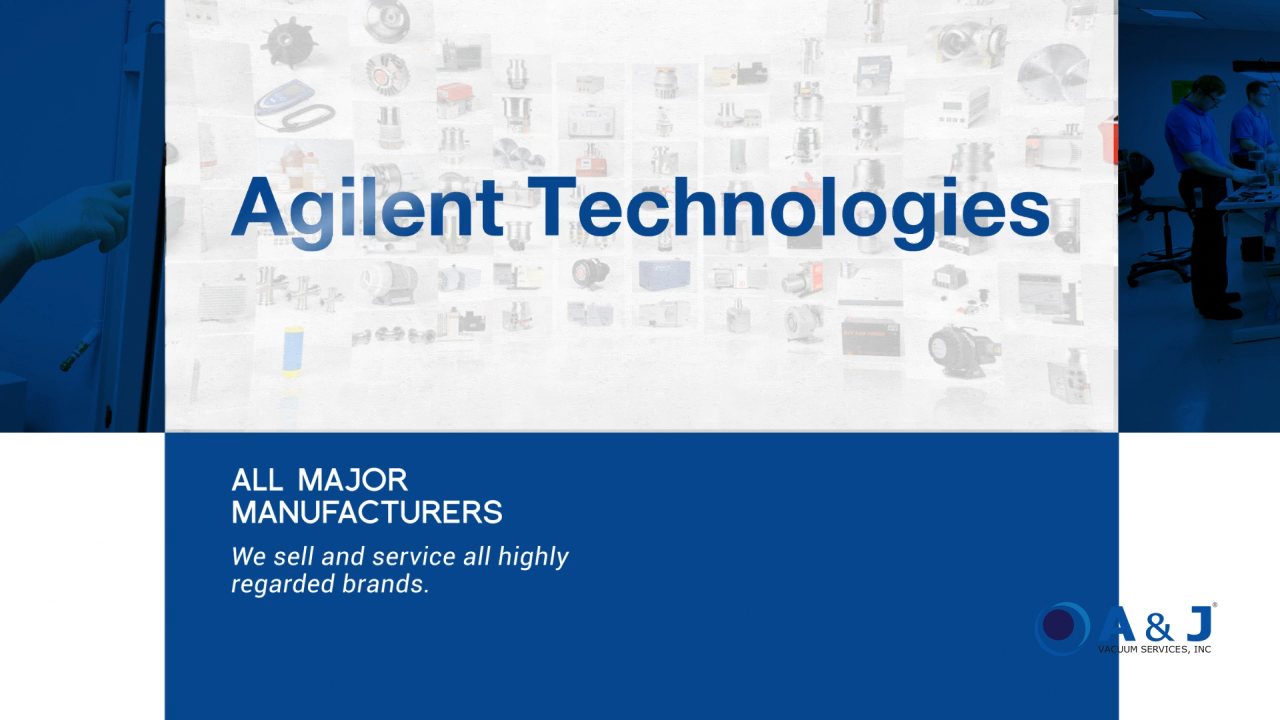 Agilent Technologies
ALL MAJOR
MANUFACTURERS
We sell and service all highly
regarded brands.
A & J®
VACUUM SERVICES, INC